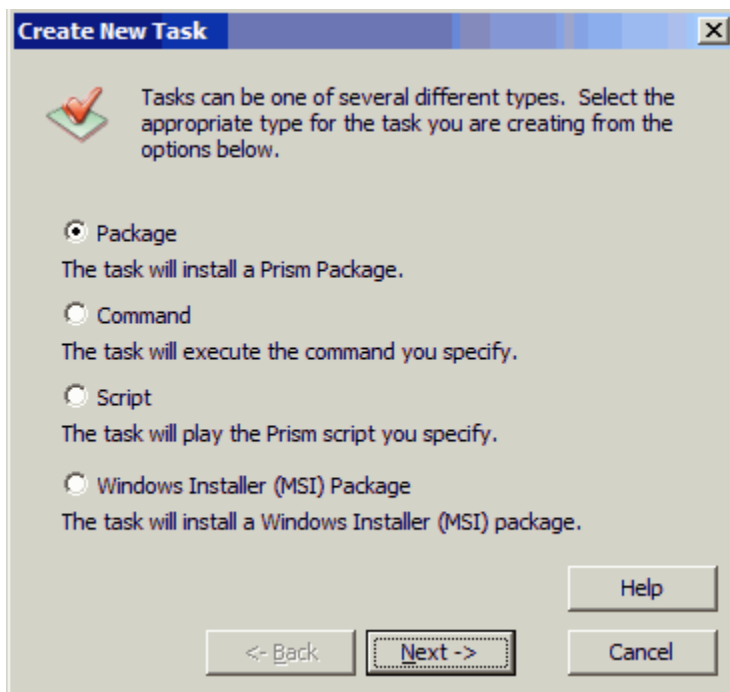 Create New Task
Tasks can be one of several different types. Select the
appropriate type for the task you are creating from the
options below.
Package
The task will install a Prism Package.
Command
The task will execute the command you specify.
Script
The task will play the Prism script you specify.
Windows Installer (MSI) Package
The task will install a Windows Installer (MSI) package.
Help
<- Back
Next ->
Cancel